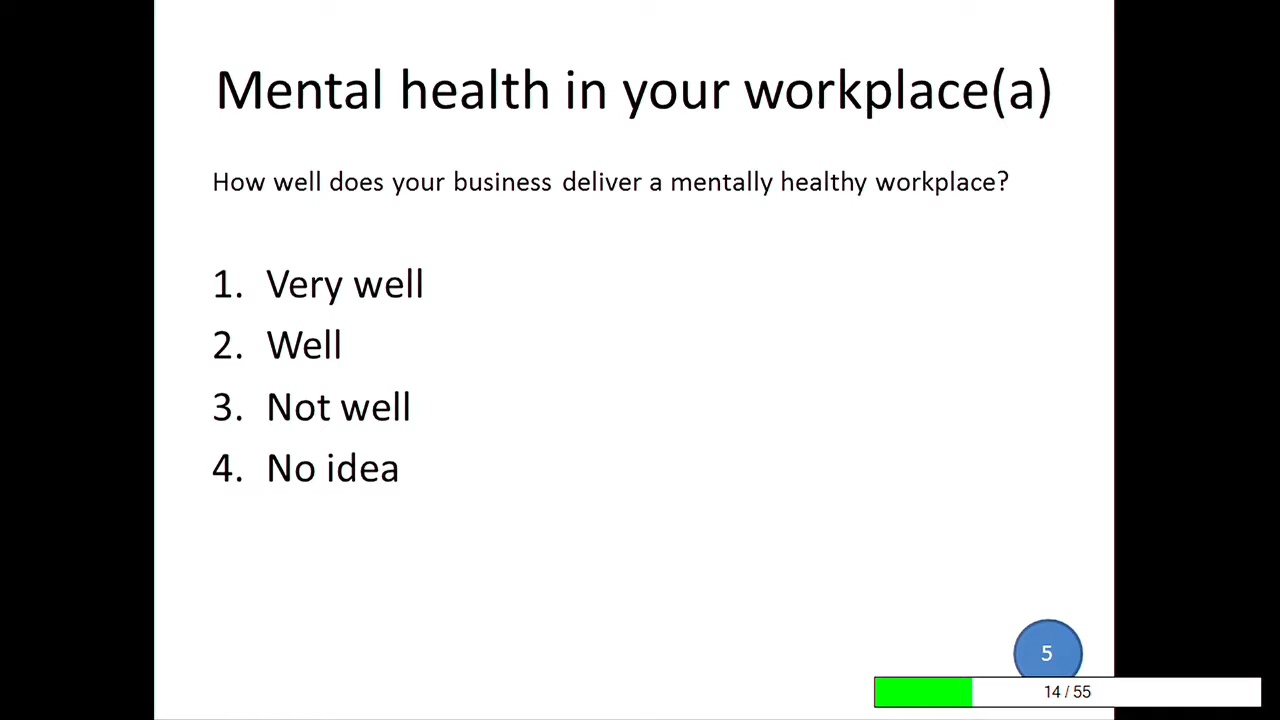 Mental health in your workplace(a)
How well does your business deliver a mentally healthy workplace?
1. Very well
2. Well
3. Not well
4. No idea
5
14 / 55